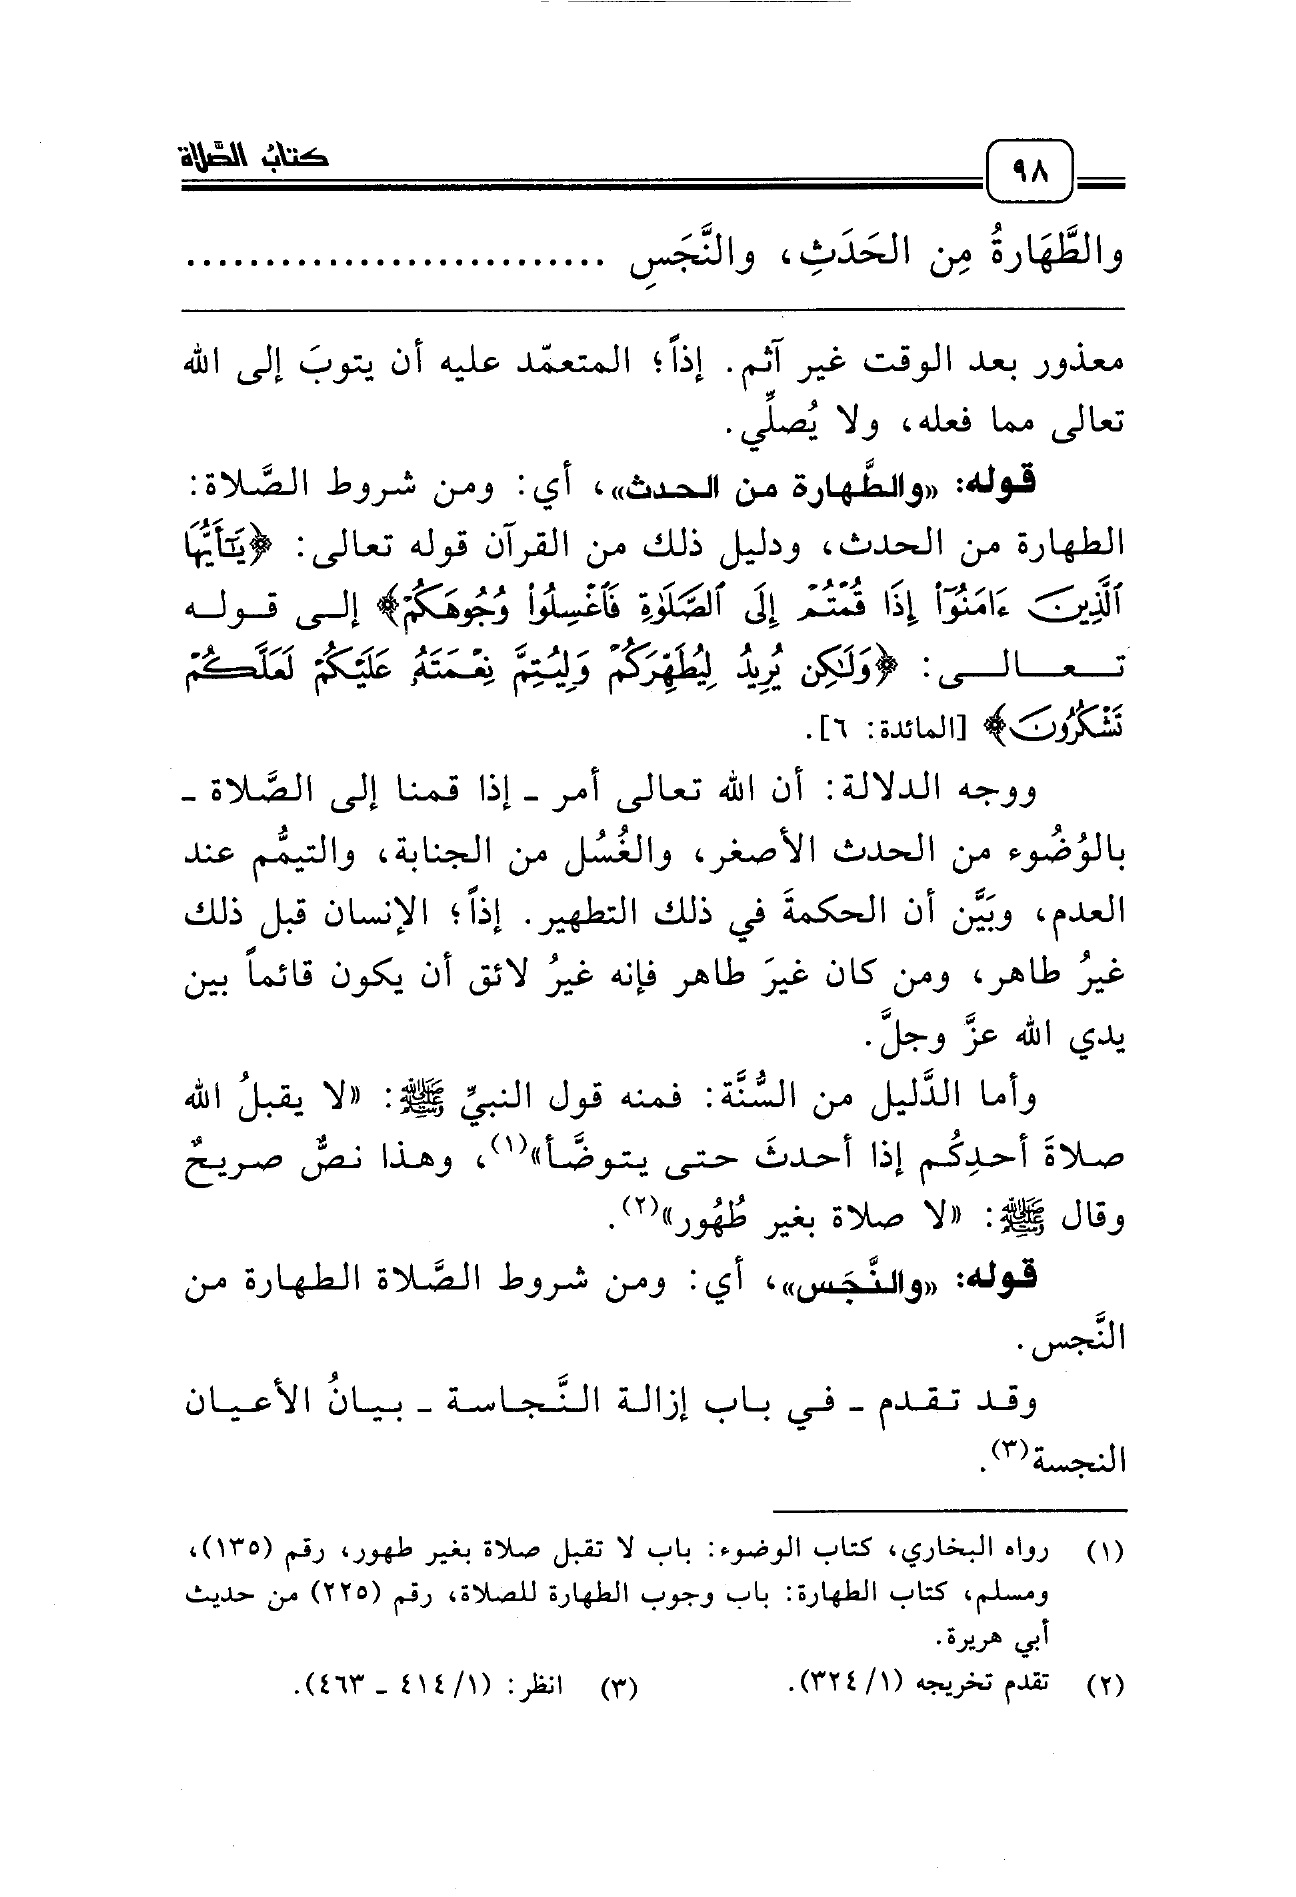 ٩٨
كتابُ الصَّلاة
والطَّهَارةُ مِن الحَدَثِ، والنَّجَسِ ...........................
معذور بعد الوقت غير آثم. إذاً؛ المتعمّد عليه أن يتوبَ إلى الله
تعالى مما فعله، ولا يُصلِّي.
قوله: «والطَّهارة من الحدث»، أي: ومن شروط الصَّلاة:
الطهارة من الحدث، ودليل ذلك من القرآن قوله تعالى: ﴿يَٰٓأَيُّهَا
ٱلَّذِينَ ءَامَنُوٓاْ إِذَا قُمۡتُمۡ إِلَى ٱلصَّلَوٰةِ فَٱغۡسِلُواْ وُجُوهَكُمۡ﴾ إلى قوله
تعالى: ﴿وَلَٰكِن يُرِيدُ لِيُطَهِّرَكُمۡ وَلِيُتِمَّ نِعۡمَتَهُۥ عَلَيۡكُمۡ لَعَلَّكُمۡ
تَشۡكُرُونَ﴾ [المائدة: ٦].
ووجه الدلالة: أن الله تعالى أمر ـ إذا قمنا إلى الصَّلاة ـ
بالوُضُوء من الحدث الأصغر، والغُسُل من الجنابة، والتيمُّم عند
العدم، وبَيَّن أن الحكمةَ في ذلك التطهير. إذاً؛ الإنسان قبل ذلك
غيرُ طاهر، ومن كان غيرَ طاهر فإنه غيرُ لائق أن يكون قائماً بين
يدي الله عزَّ وجلَّ.
وأما الدَّليل من السُّنَّة: فمنه قول النبيِّ ﷺ: «لا يقبلُ الله
صلاةَ أحدِكُم إذا أحدثَ حتى يتوضَّأ»(١)، وهذا نصٌّ صريحٌ
وقال ﷺ: «لا صلاة بغير طُهُور»(٢).
قوله: «والنَّجَس»، أي: ومن شروط الصَّلاة الطهارة من
النَّجس.
وقد تقدم ـ في باب إزالة النَّجاسة ـ بيانُ الأعيان
النجسة(٣).
(١) رواه البخاري، كتاب الوضوء: باب لا تقبل صلاة بغير طهور، رقم (١٣٥)،
ومسلم، كتاب الطهارة: باب وجوب الطهارة للصلاة، رقم (٢٢٥) من حديث
أبي هريرة.
(٢) تقدم تخريجه (١/ ٣٢٤). (٣) انظر: (١/ ٤١٤ ـ ٤٦٣).